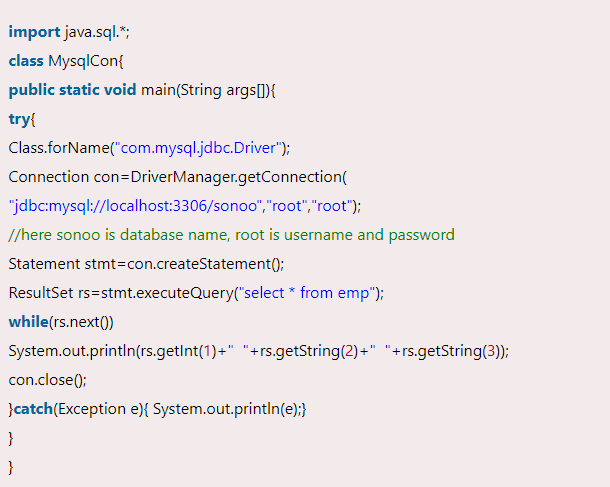 import java.sql.*;
class MysqlCon{
public static void main(String args[]){
try{
Class.forName("com.mysql.jdbc.Driver");
Connection con=DriverManager.getConnection(
"jdbc:mysql://localhost:3306/sonoo","root","root");
//here sonoo is database name, root is username and password
Statement stmt=con.createStatement();
ResultSet rs=stmt.executeQuery("select * from emp");
while(rs.next())
System.out.println(rs.getInt(1)+"  "+rs.getString(2)+"  "+rs.getString(3));
con.close();
}catch(Exception e){ System.out.println(e);}
}
}